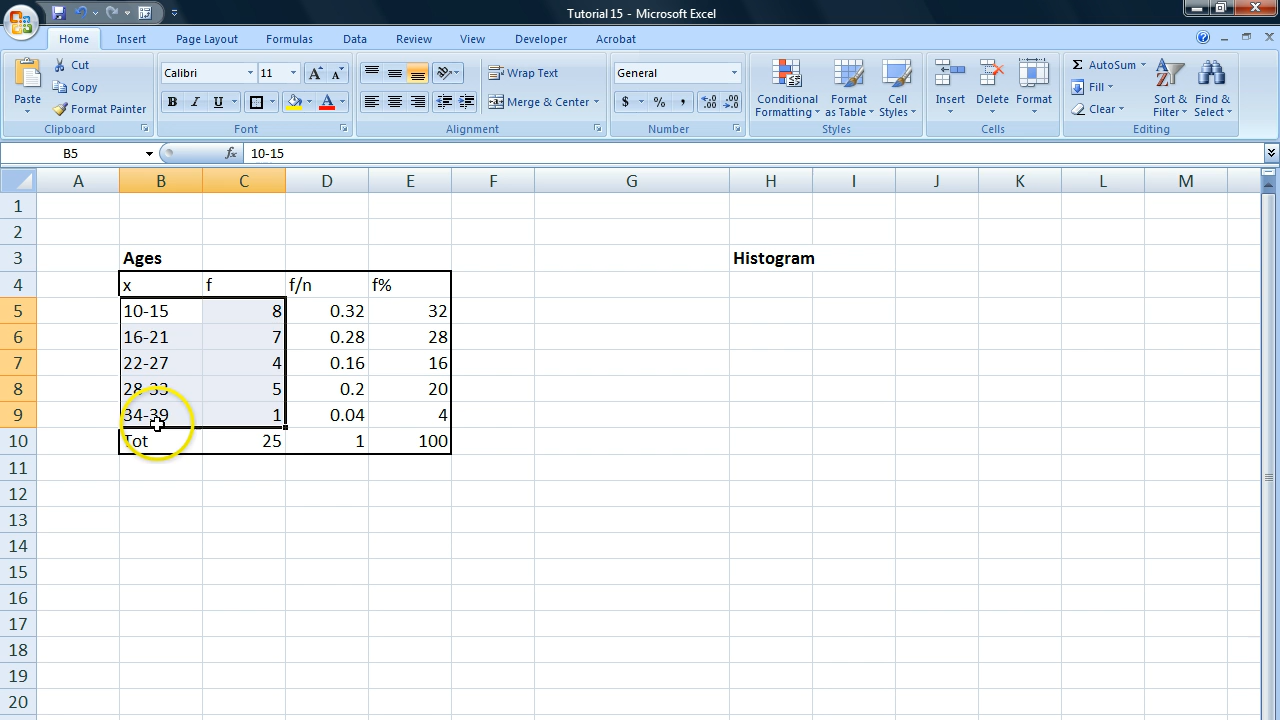 Tutorial 15 - Microsoft Excel
Home Insert Page Layout Formulas Data Review View Developer Acrobat
Paste
Cut
Copy
Format Painter
Clipboard
Calibri 11
B I U
Font
Wrap Text
Merge & Center
Alignment
General
$ % ,
Number
Conditional Formatting
Format as Table
Cell Styles
Styles
Insert Delete Format
Cells
Σ AutoSum
Fill
Clear
Sort & Filter
Find & Select
Editing
B5 fx 10-15
A B C D E F G H I J K L M
1
2
3 Ages Histogram
4 x f f/n f%
5 10-15 8 0.32 32
6 16-21 7 0.28 28
7 22-27 4 0.16 16
8 28-33 5 0.2 20
9 34-39 1 0.04 4
10 Tot 25 1 100
11
12
13
14
15
16
17
18
19
20